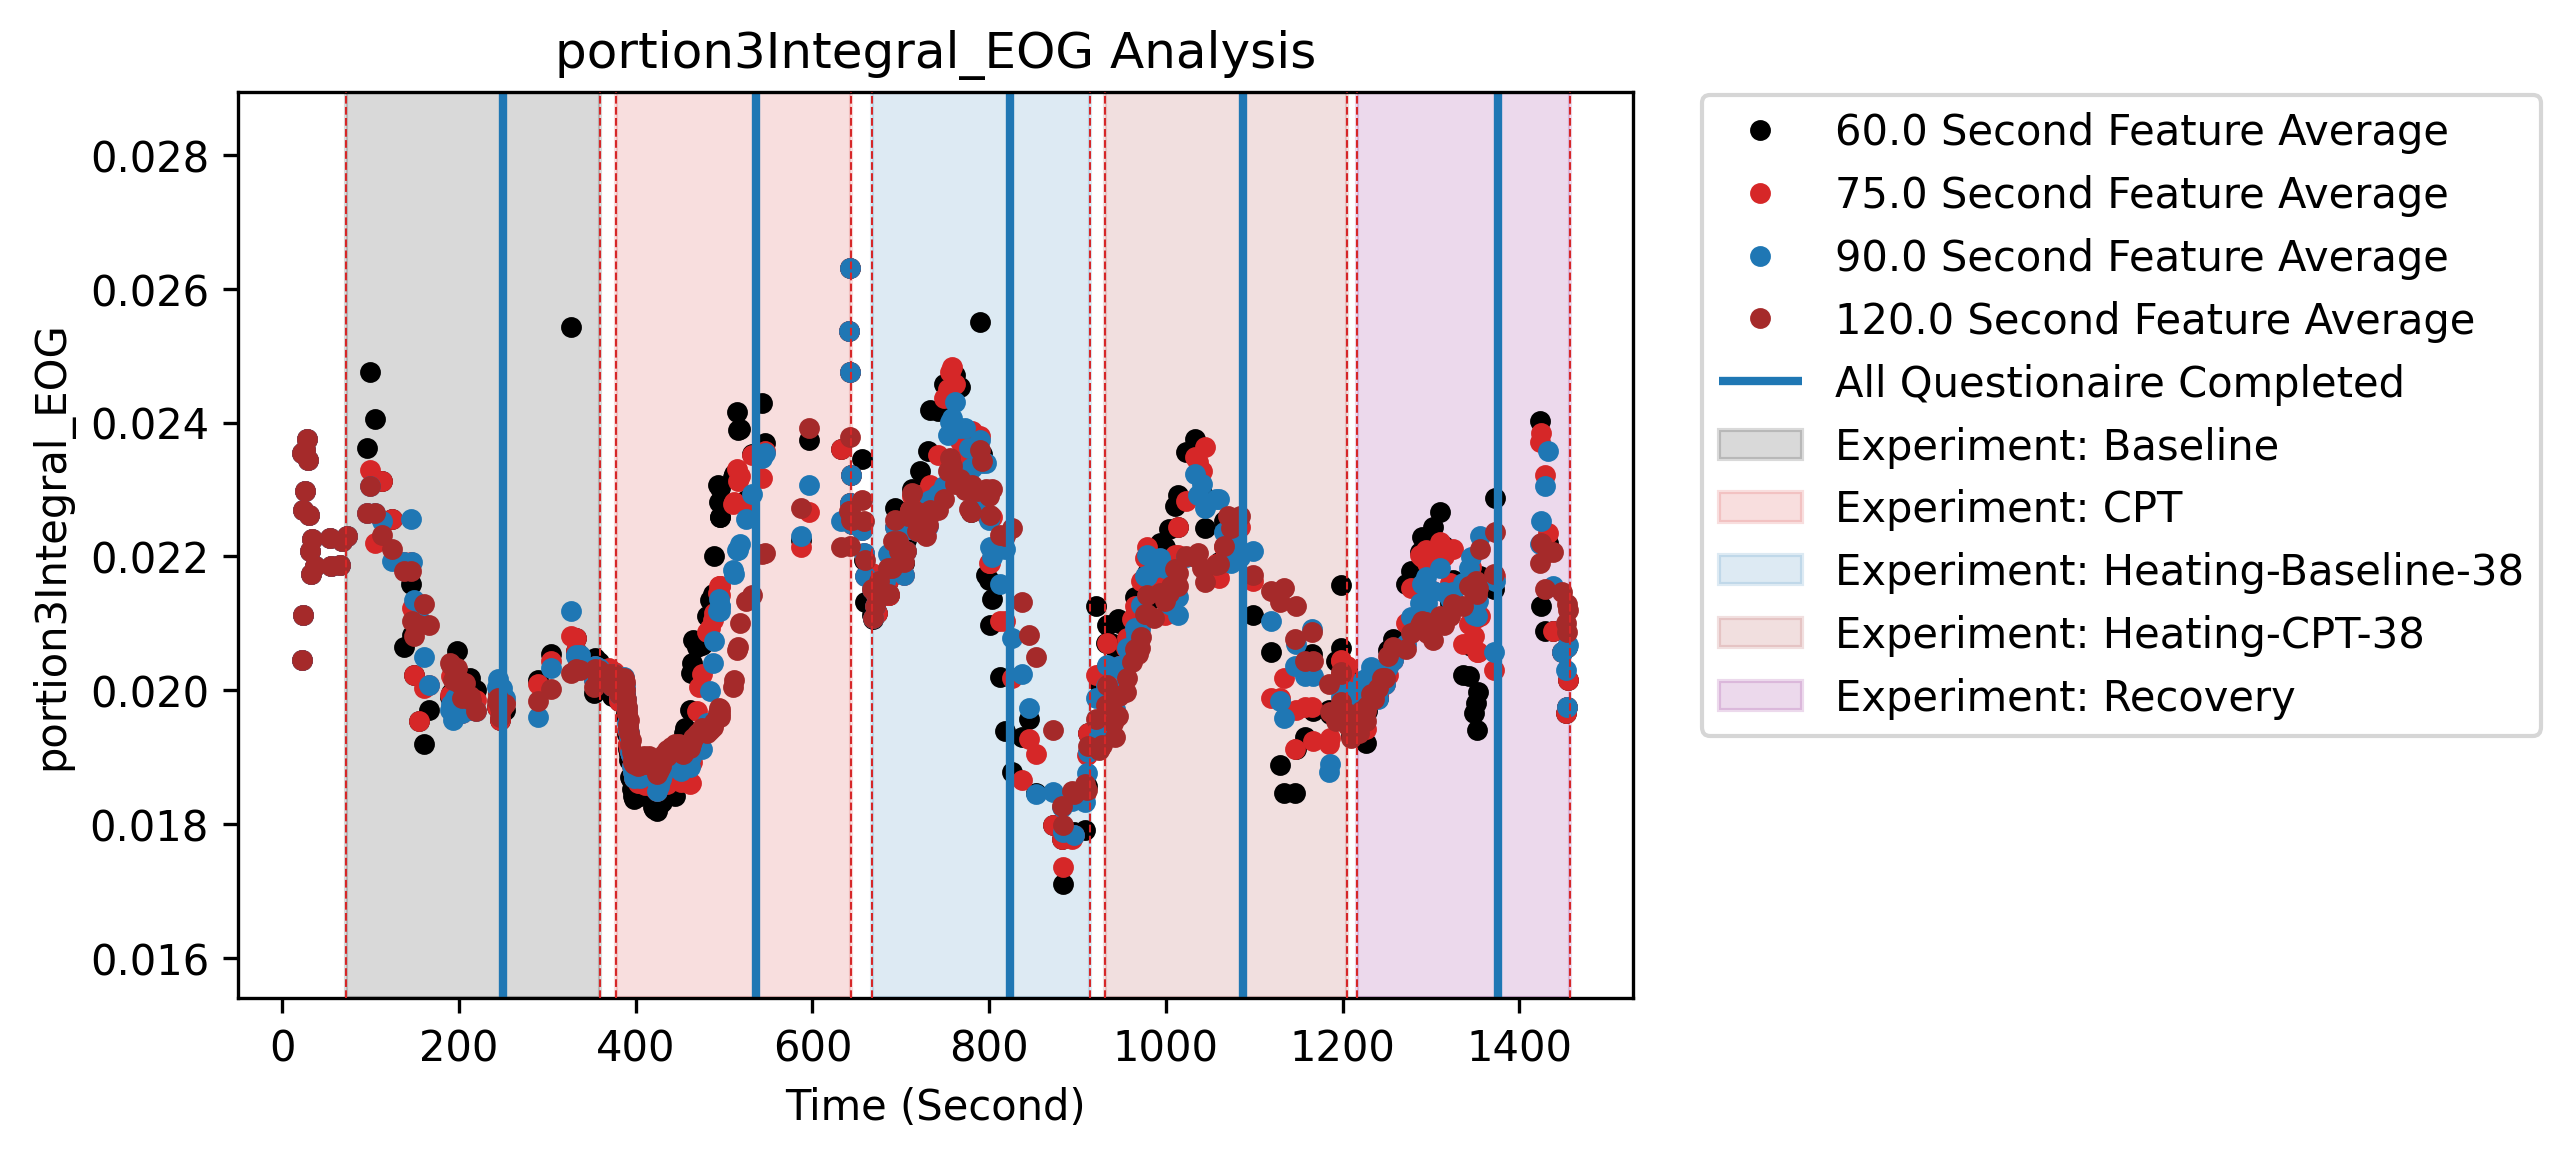 portion3Integral_EOG Analysis
portion3Integral_EOG
0.028
0.026
0.024
0.022
0.020
0.018
0.016
0 200 400 600 800 1000 1200 1400
Time (Second)
60.0 Second Feature Average
75.0 Second Feature Average
90.0 Second Feature Average
120.0 Second Feature Average
All Questionaire Completed
Experiment: Baseline
Experiment: CPT
Experiment: Heating-Baseline-38
Experiment: Heating-CPT-38
Experiment: Recovery